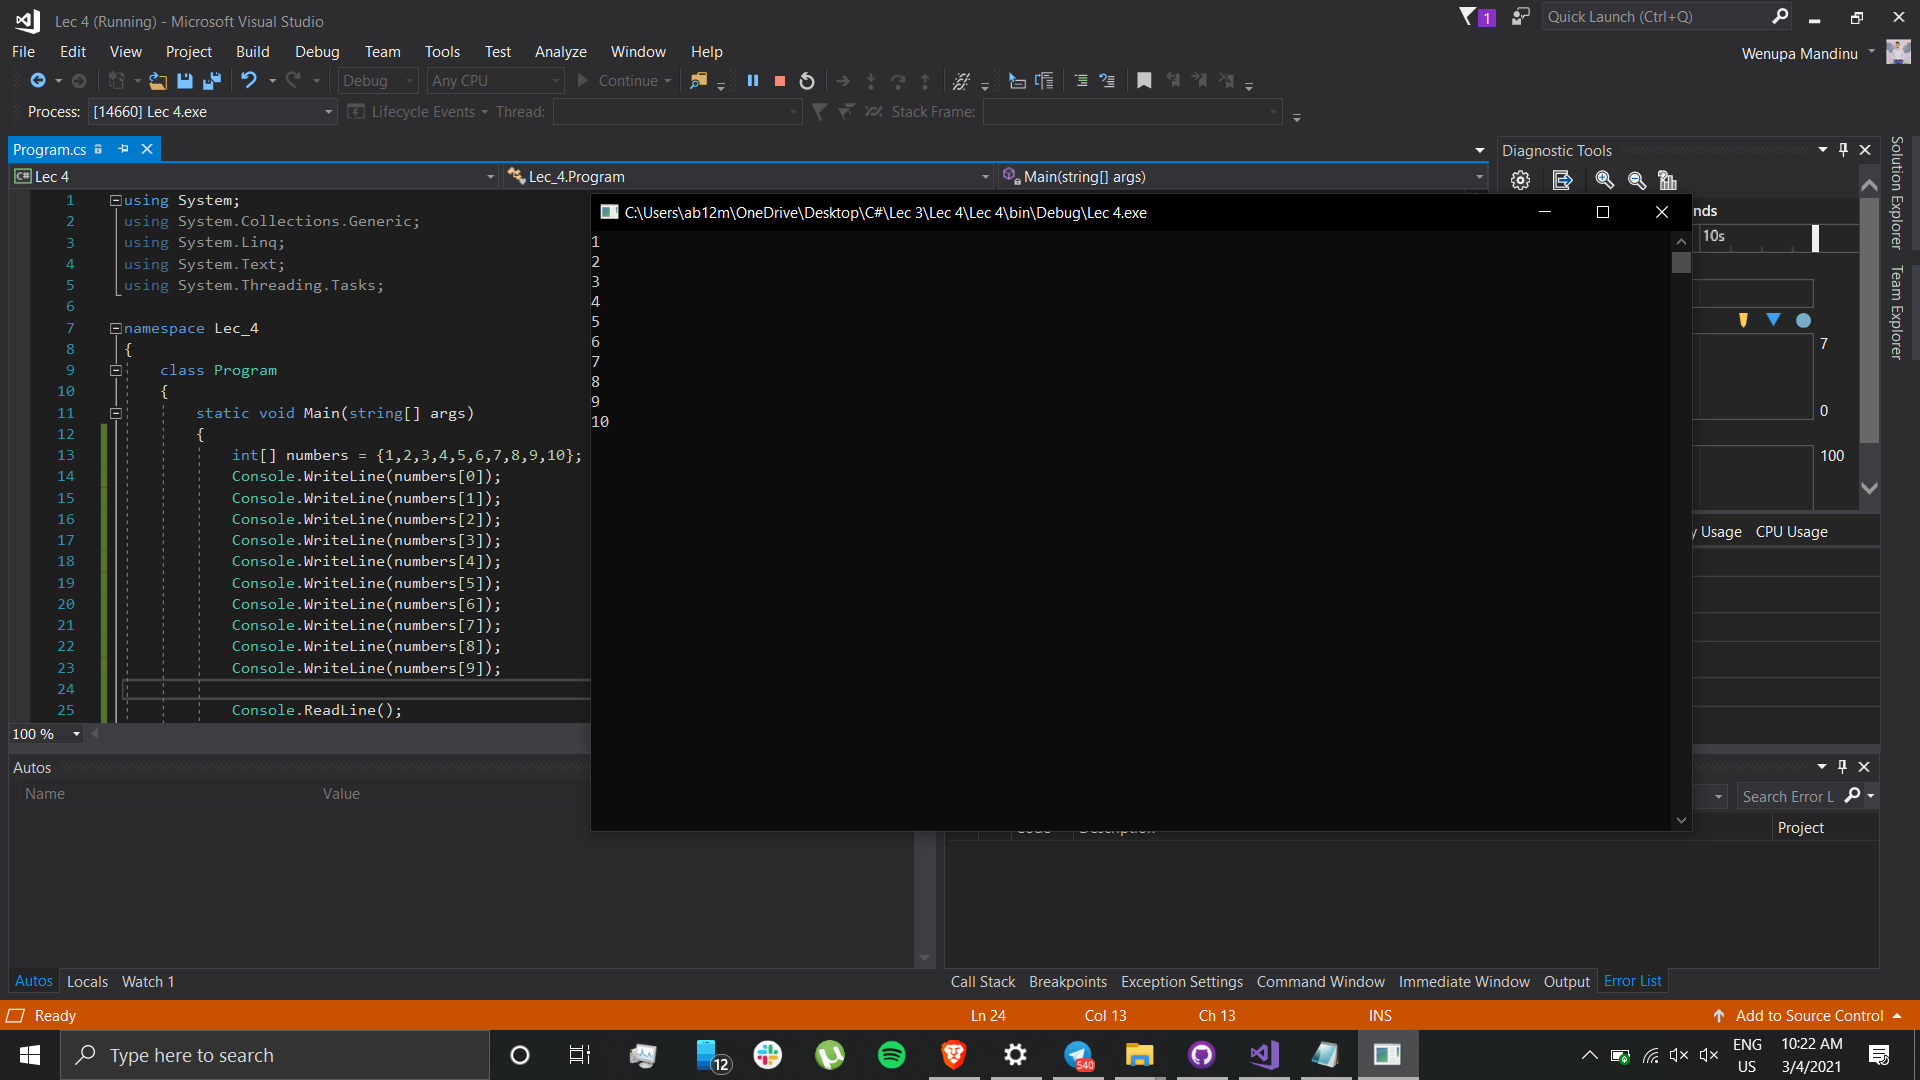 Lec 4 (Running) - Microsoft Visual Studio
1
Quick Launch (Ctrl+Q)
File Edit View Project Build Debug Team Tools Test Analyze Window Help
Wenupa Mandinu
Debug Any CPU Continue
Process: [14660] Lec 4.exe Lifecycle Events Thread: Stack Frame:
Program.cs
Diagnostic Tools
Lec 4 Lec_4.Program Main(string[] args)
1 using System;
2 using System.Collections.Generic;
3 using System.Linq;
4 using System.Text;
5 using System.Threading.Tasks;
6
7 namespace Lec_4
8 {
9 class Program
10 {
11 static void Main(string[] args)
12 {
13 int[] numbers = {1,2,3,4,5,6,7,8,9,10};
14 Console.WriteLine(numbers[0]);
15 Console.WriteLine(numbers[1]);
16 Console.WriteLine(numbers[2]);
17 Console.WriteLine(numbers[3]);
18 Console.WriteLine(numbers[4]);
19 Console.WriteLine(numbers[5]);
20 Console.WriteLine(numbers[6]);
21 Console.WriteLine(numbers[7]);
22 Console.WriteLine(numbers[8]);
23 Console.WriteLine(numbers[9]);
24
25 Console.ReadLine();
100 %
C:\Users\ab12m\OneDrive\Desktop\C#\Lec 3\Lec 4\Lec 4\bin\Debug\Lec 4.exe
1
2
3
4
5
6
7
8
9
10
nds
10s
7
0
100
y Usage CPU Usage
Solution Explorer
Team Explorer
Autos
Name Value
Search Error L
Code Description Project
Autos Locals Watch 1
Call Stack Breakpoints Exception Settings Command Window Immediate Window Output Error List
Ready Ln 24 Col 13 Ch 13 INS Add to Source Control
Type here to search
12
540
ENG
US
10:22 AM
3/4/2021